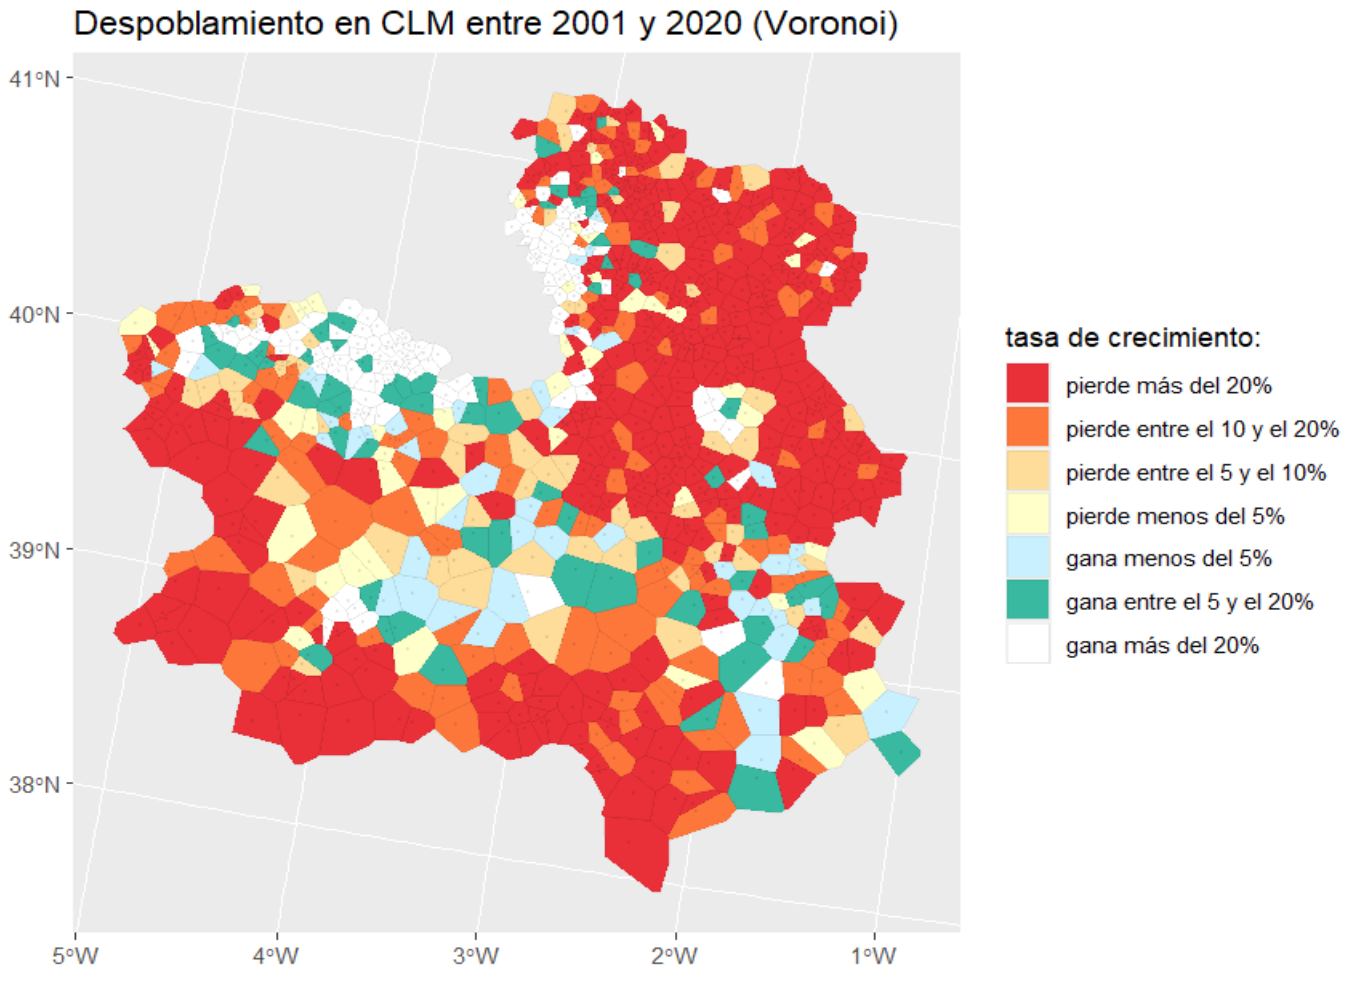 Despoblamiento en CLM entre 2001 y 2020 (Voronoi)
41°N
40°N
39°N
38°N
5°W
4°W
3°W
2°W
1°W
tasa de crecimiento:
pierde más del 20%
pierde entre el 10 y el 20%
pierde entre el 5 y el 10%
pierde menos del 5%
gana menos del 5%
gana entre el 5 y el 20%
gana más del 20%